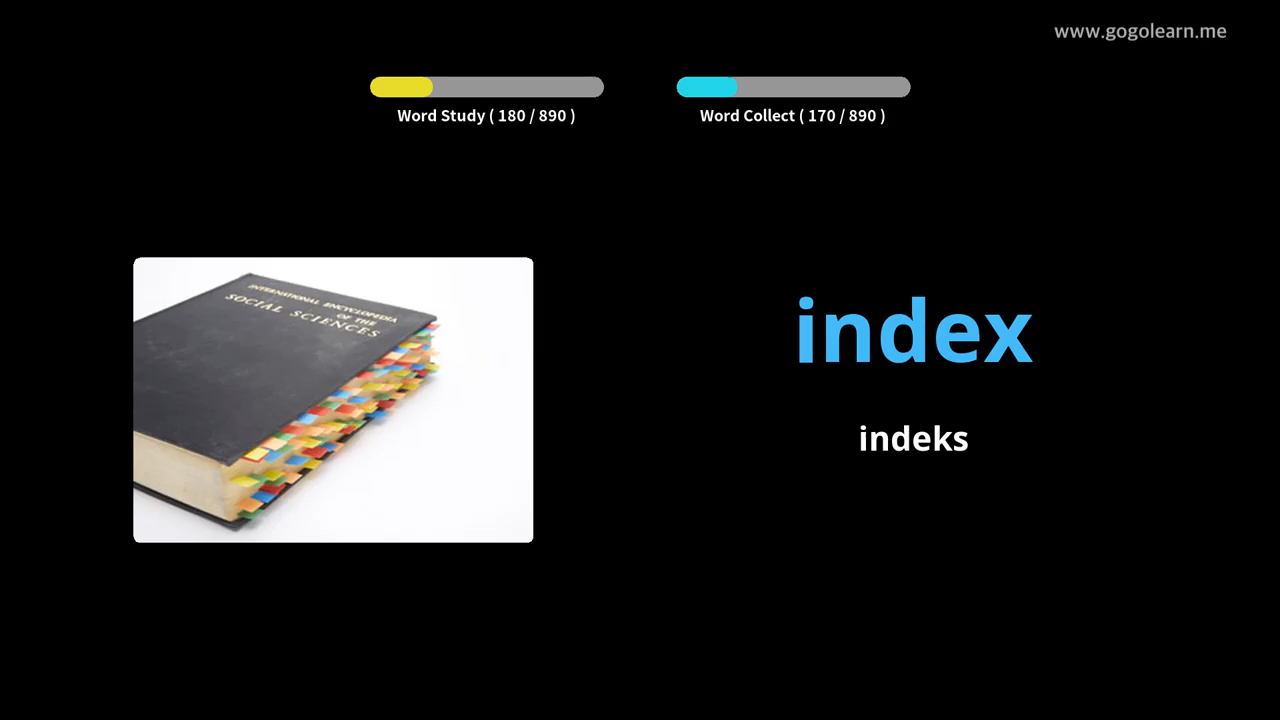 www.gogolearn.me
Word Study ( 180 / 890 )
Word Collect ( 170 / 890 )
INTERNATIONAL ENCYCLOPEDIA
OF THE
SOCIAL SCIENCES
index
indeks